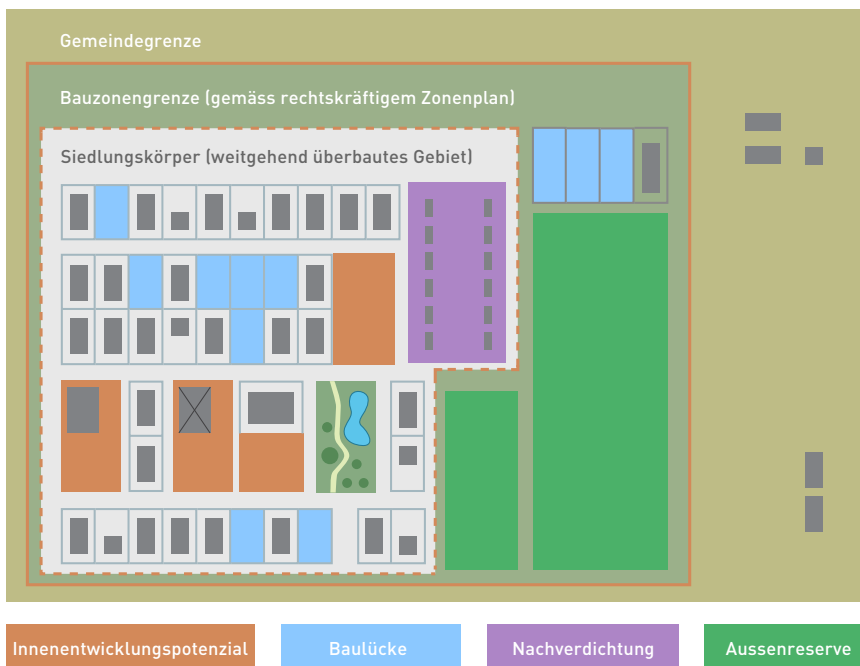 Gemeindegrenze
Bauzonengrenze (gemäss rechtskräftigem Zonenplan)
Siedlungskörper (weitgehend überbautes Gebiet)
Innenentwicklungspotenzial
Baulücke
Nachverdichtung
Aussenreserve